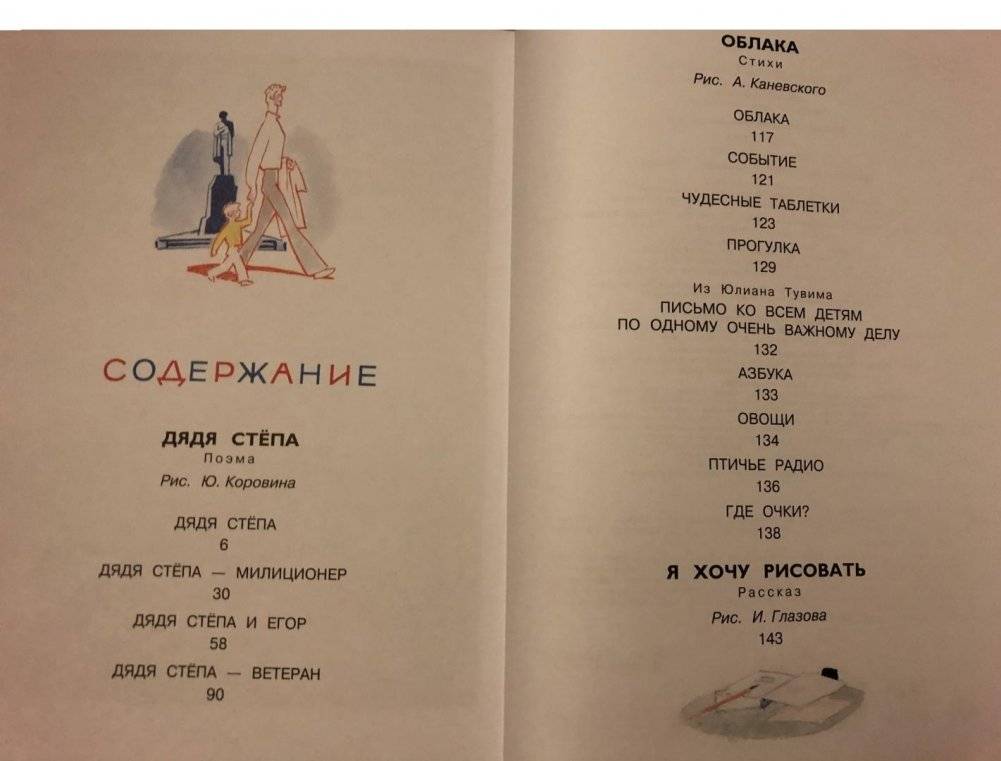 СОДЕРЖАНИЕ
ДЯДЯ СТЁПА
Поэма
Рис. Ю. Коровина
ДЯДЯ СТЁПА
6
ДЯДЯ СТЁПА — МИЛИЦИОНЕР
30
ДЯДЯ СТЁПА И ЕГОР
58
ДЯДЯ СТЁПА — ВЕТЕРАН
90
ОБЛАКА
Стихи
Рис. А. Каневского
ОБЛАКА
117
СОБЫТИЕ
121
ЧУДЕСНЫЕ ТАБЛЕТКИ
123
ПРОГУЛКА
129
Из Юлиана Тувима
ПИСЬМО КО ВСЕМ ДЕТЯМ
ПО ОДНОМУ ОЧЕНЬ ВАЖНОМУ ДЕЛУ
132
АЗБУКА
133
ОВОЩИ
134
ПТИЧЬЕ РАДИО
136
ГДЕ ОЧКИ?
138
Я ХОЧУ РИСОВАТЬ
Рассказ
Рис. И. Глазова
143